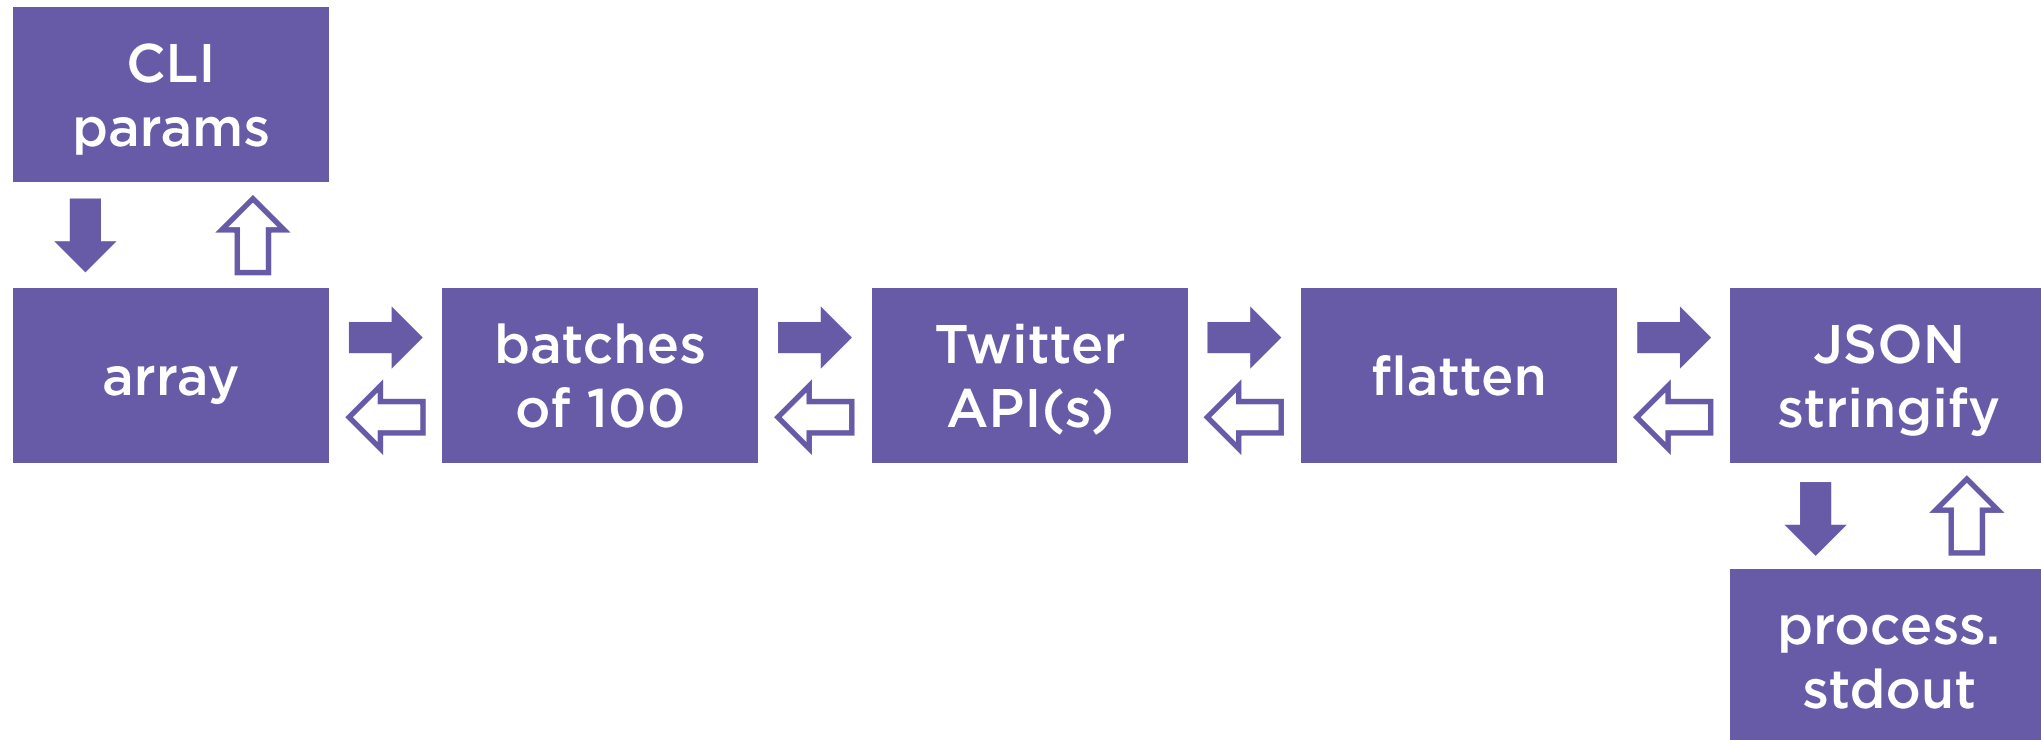 CLI
params
array
batches
of 100
Twitter
API(s)
flatten
JSON
stringify
process.
stdout